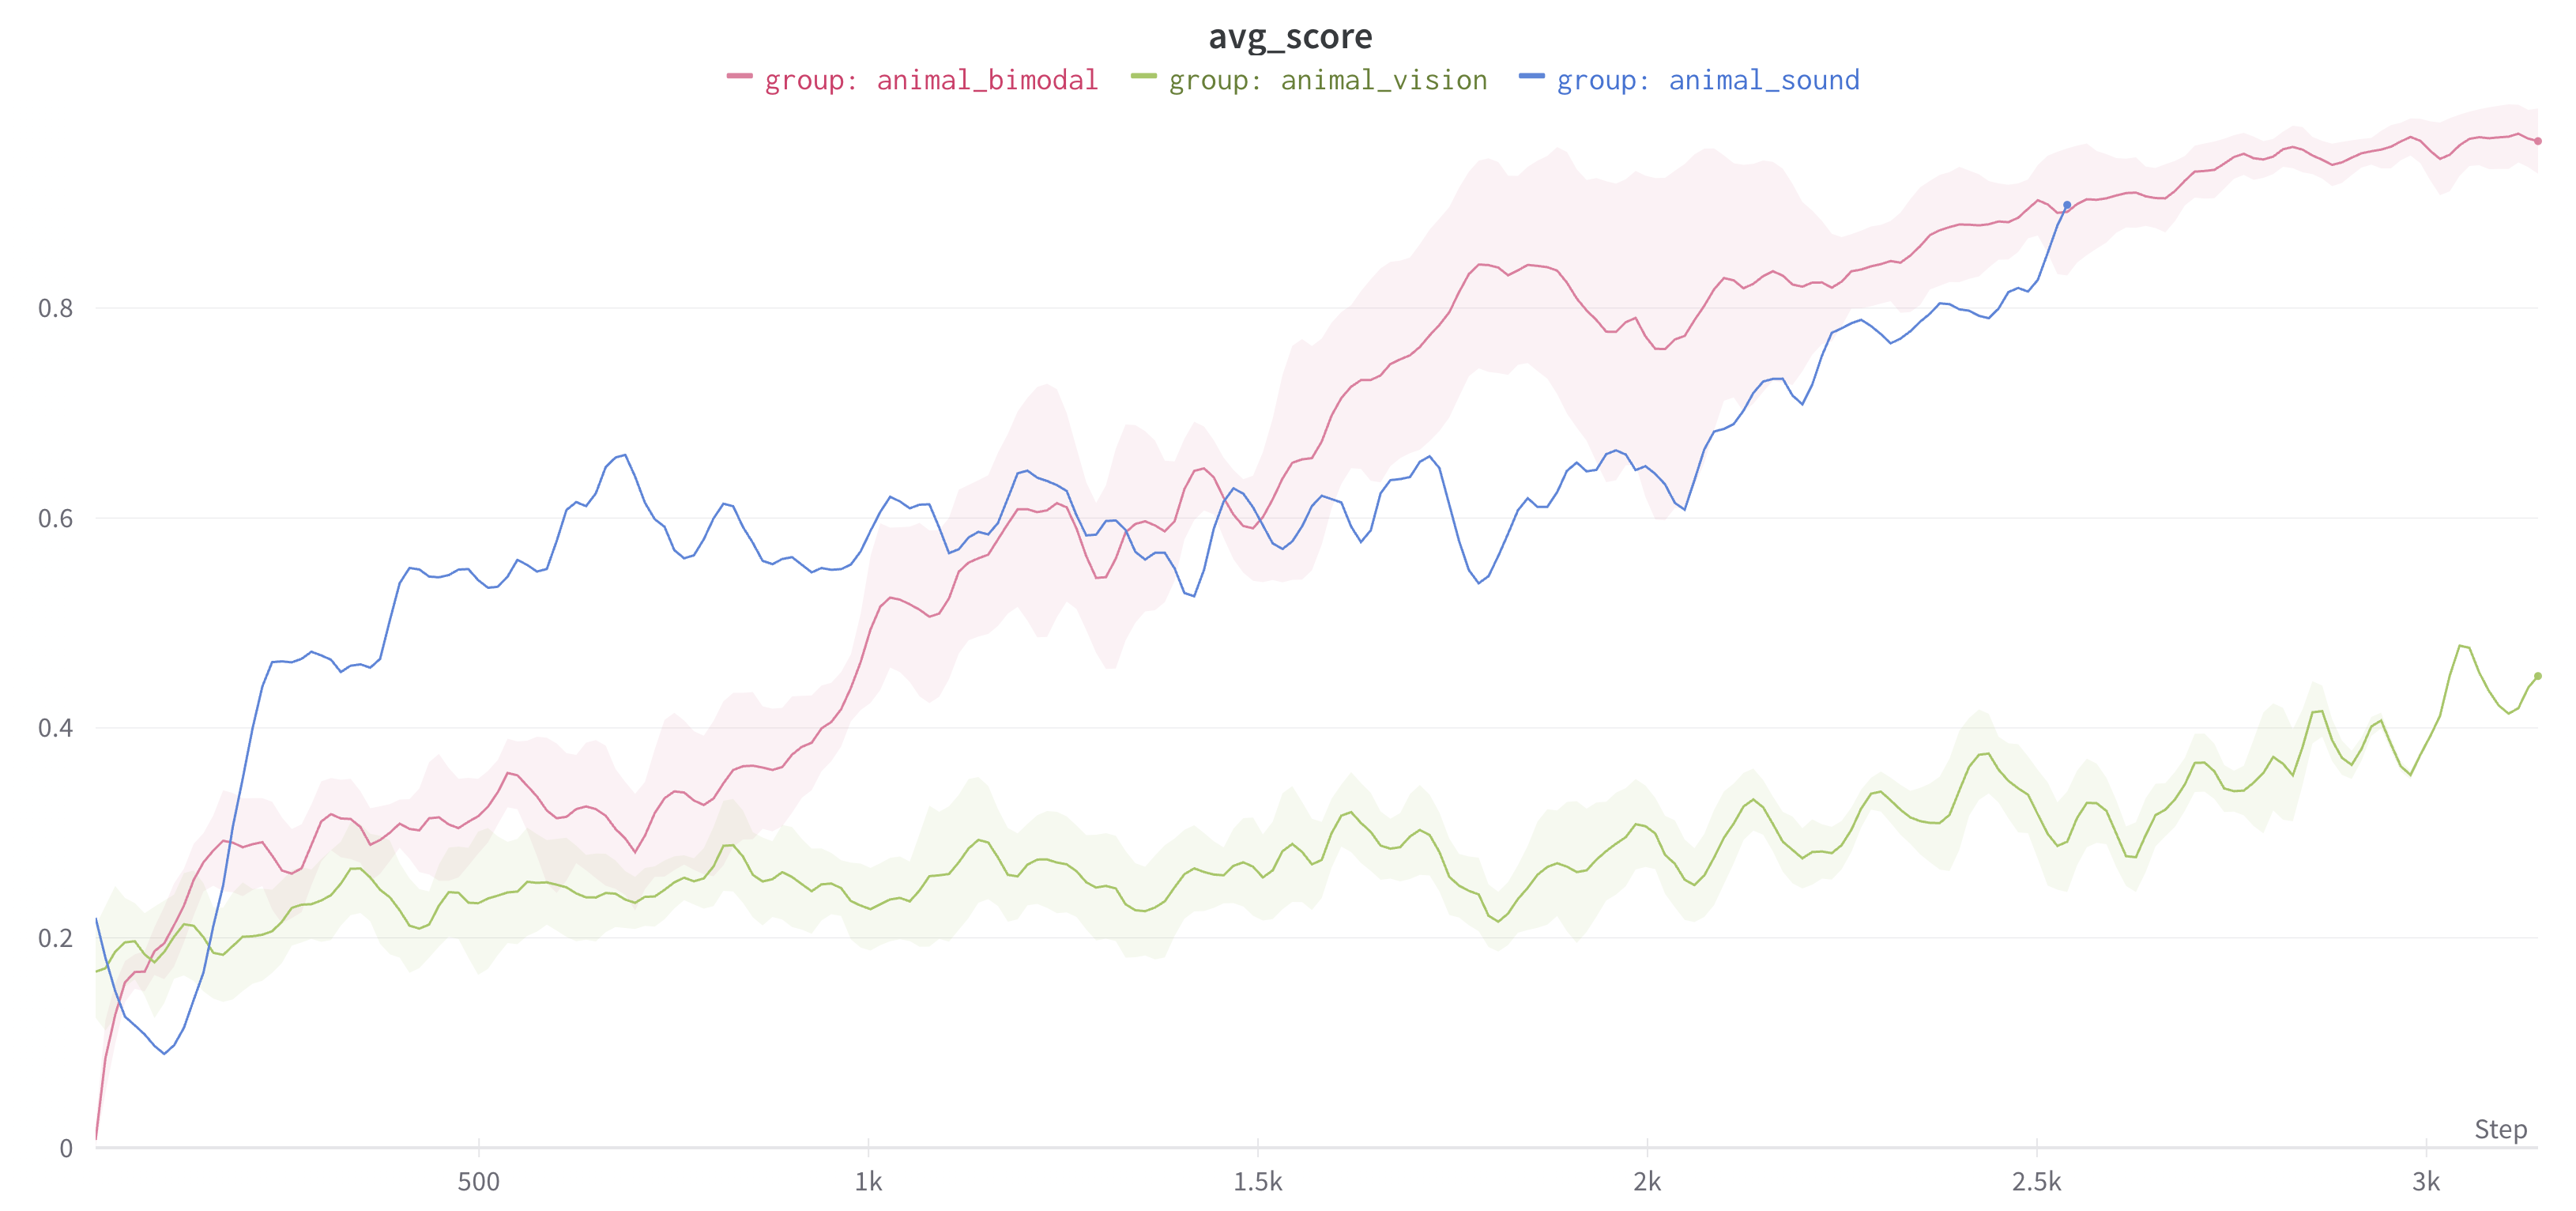 avg_score
group: animal_bimodal group: animal_vision group: animal_sound
0.8
0.6
0.4
0.2
0
Step
500 1k 1.5k 2k 2.5k 3k